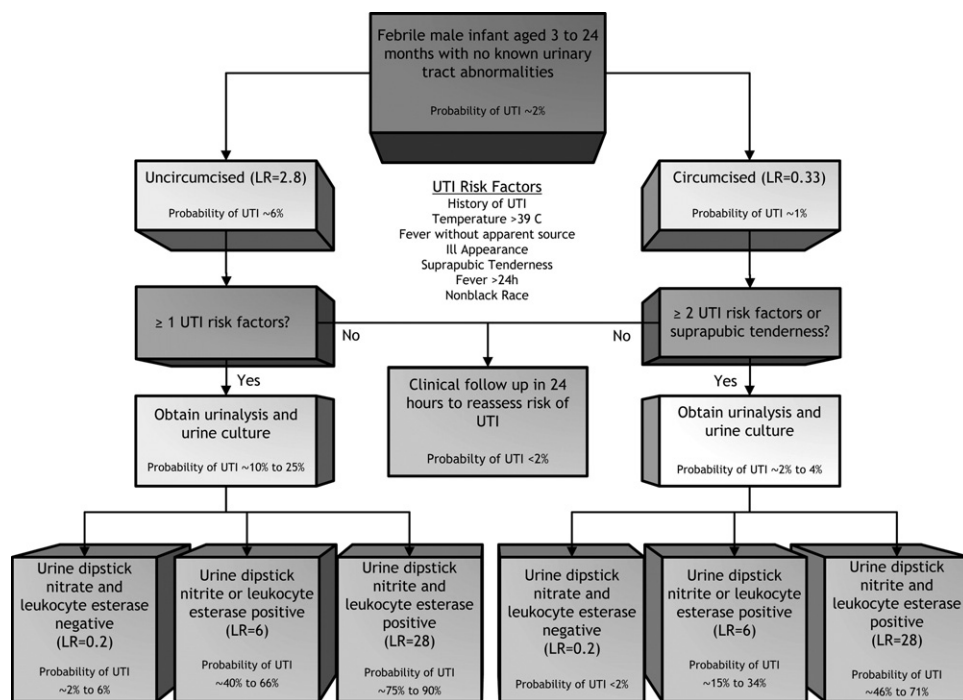 Febrile male infant aged 3 to 24
months with no known urinary
tract abnormalities
Probability of UTI ~2%
Uncircumcised (LR=2.8)
Probability of UTI ~6%
UTI Risk Factors
History of UTI
Temperature >39 C
Fever without apparent source
Ill Appearance
Suprapubic Tenderness
Fever >24h
Nonblack Race
Circumcised (LR=0.33)
Probability of UTI ~1%
≥ 1 UTI risk factors?
No
No
≥ 2 UTI risk factors or
suprapubic tenderness?
Yes
Yes
Obtain urinalysis and
urine culture
Probability of UTI ~10% to 25%
Clinical follow up in 24
hours to reassess risk of
UTI
Probability of UTI <2%
Obtain urinalysis and
urine culture
Probability of UTI ~2% to 4%
Urine dipstick
nitrate and
leukocyte esterase
negative
(LR=0.2)
Probability of UTI
~2% to 6%
Urine dipstick
nitrite or leukocyte
esterase positive
(LR=6)
Probability of UTI
~40% to 66%
Urine dipstick
nitrite and
leukocyte esterase
positive
(LR=28)
Probability of UTI
~75% to 90%
Urine dipstick
nitrate and
leukocyte esterase
negative
(LR=0.2)
Probability of UTI <2%
Urine dipstick
nitrite or leukocyte
esterase positive
(LR=6)
Probability of UTI
~15% to 34%
Urine dipstick
nitrite and
leukocyte esterase
positive
(LR=28)
Probability of UTI
~46% to 71%